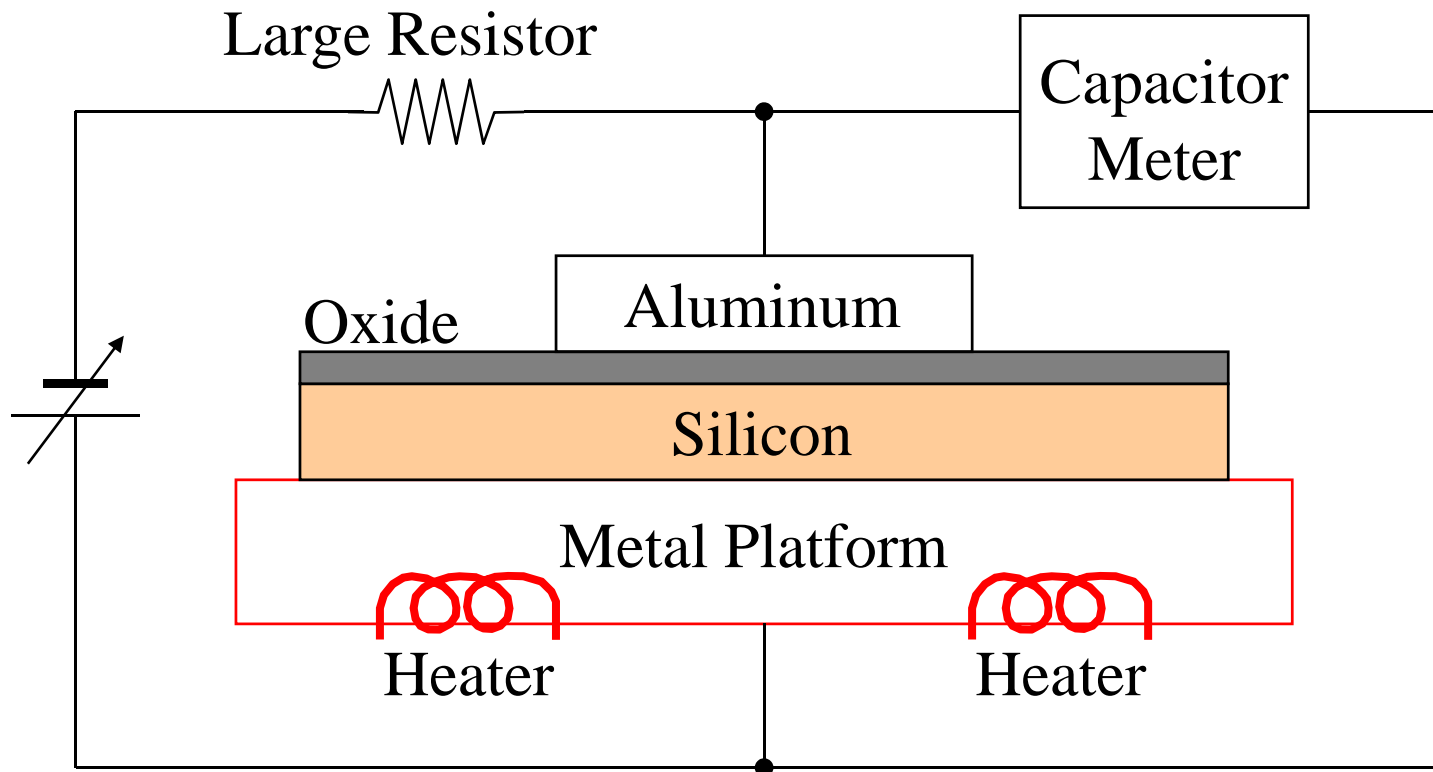 Large Resistor
Capacitor
Meter
Aluminum
Oxide
Silicon
Metal Platform
Heater
Heater